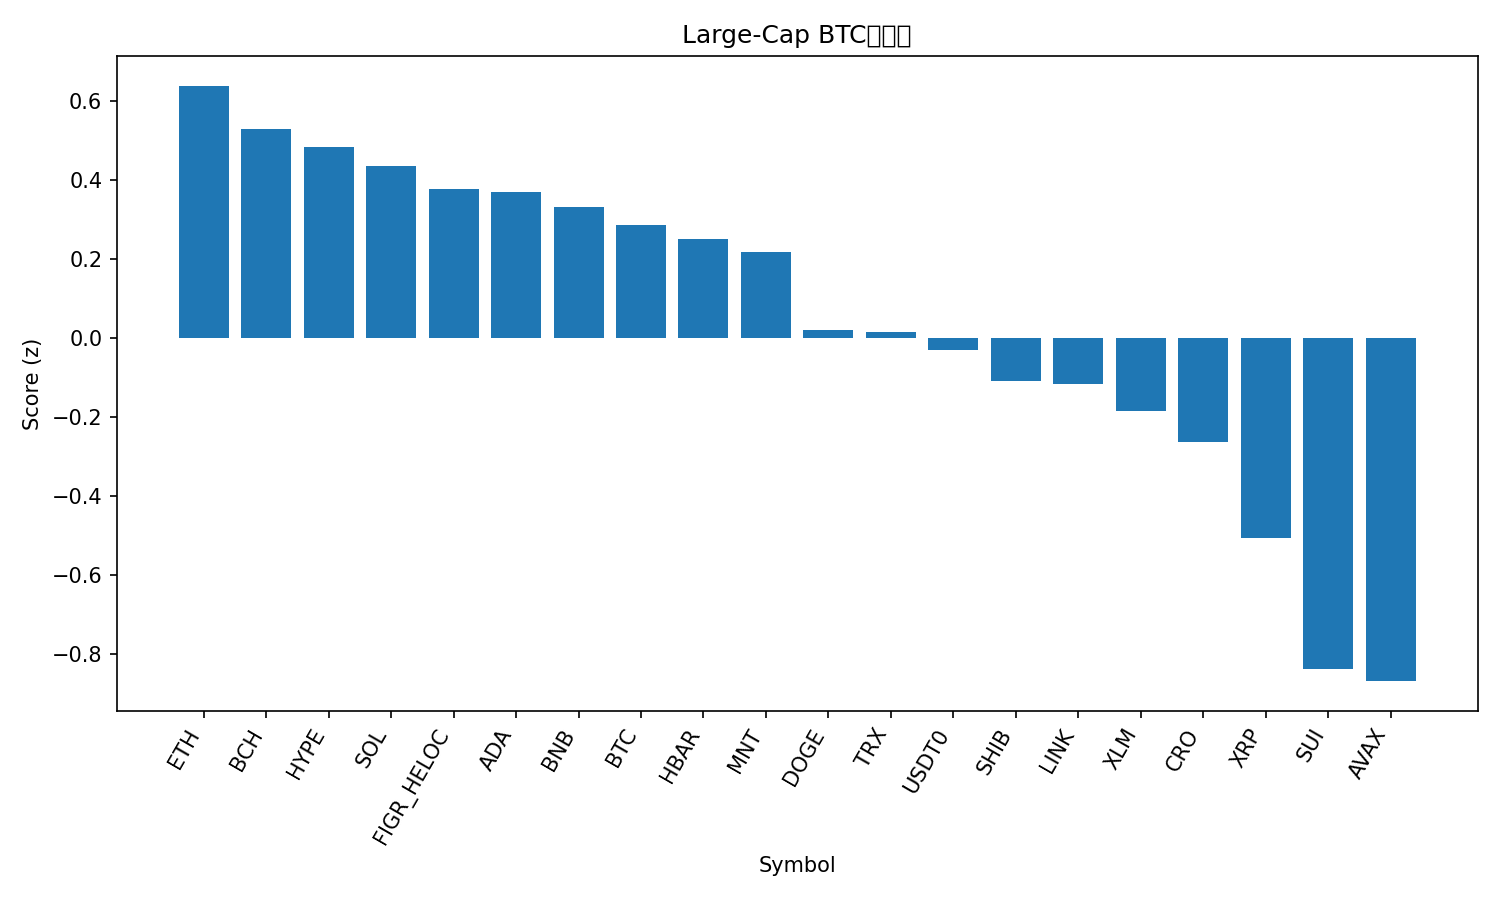 Large-Cap BTC
0.6
0.4
0.2
0.0
−0.2
−0.4
−0.6
−0.8
Score (z)
ETH
BCH
HYPE
SOL
FIGR_HELOC
ADA
BNB
BTC
HBAR
MNT
DOGE
TRX
USDT0
SHIB
LINK
XLM
CRO
XRP
SUI
AVAX
Symbol